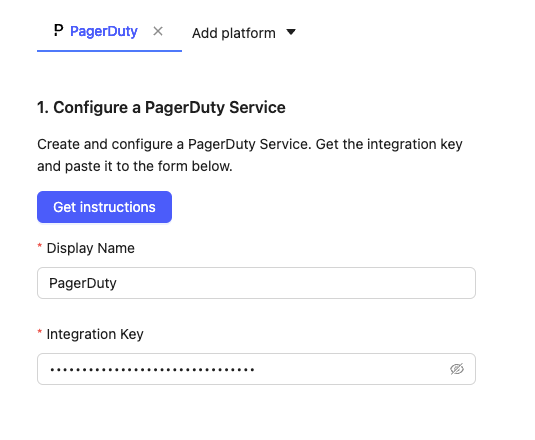 PagerDuty
Add platform
1. Configure a PagerDuty Service
Create and configure a PagerDuty Service. Get the integration key
and paste it to the form below.
Get instructions
* Display Name
PagerDuty
* Integration Key
••••••••••••••••••••••••••••••••